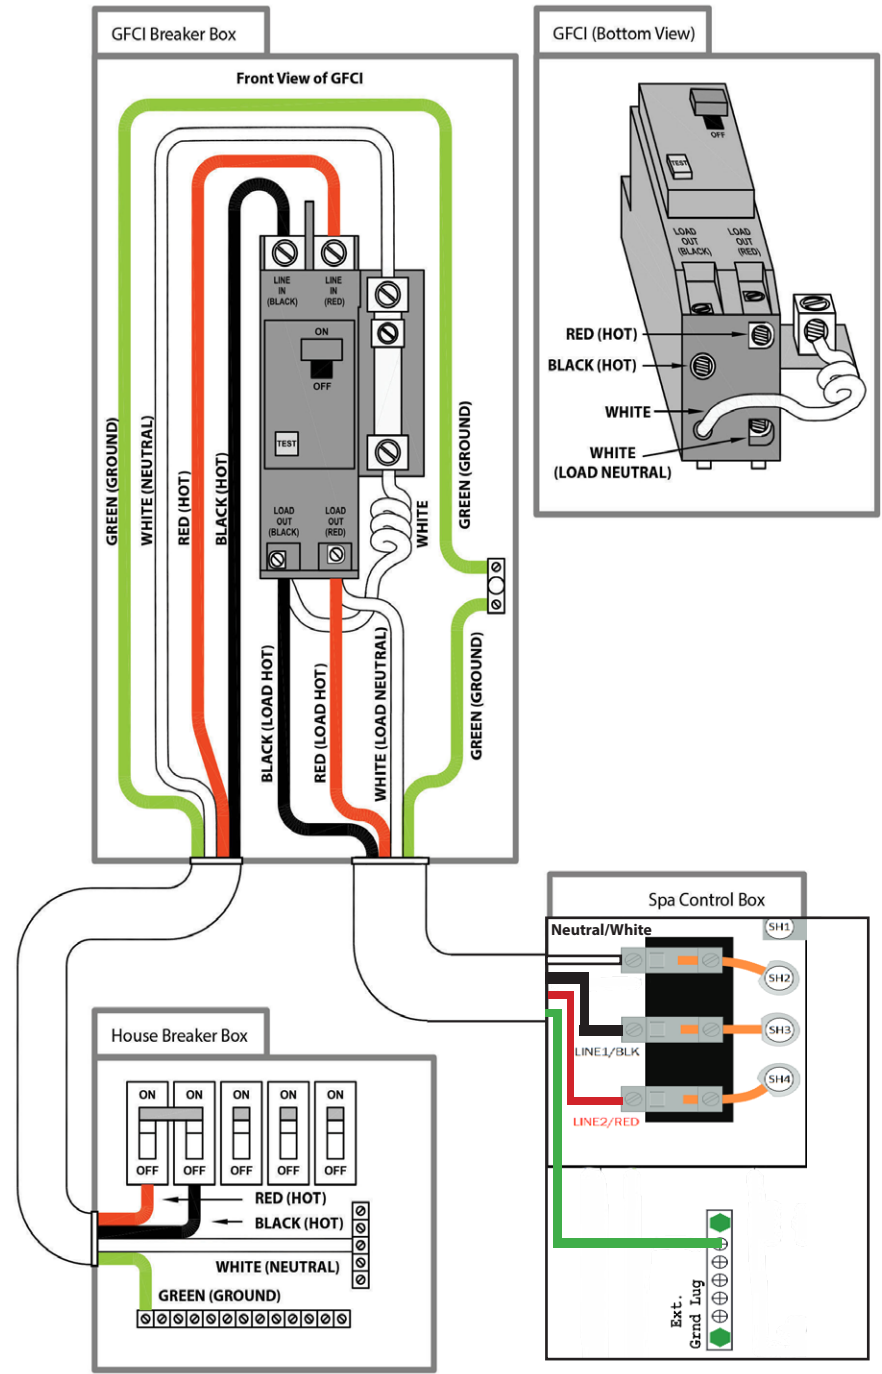 GFCI Breaker Box
Front View of GFCI
LINE
IN
(BLACK)
LINE
IN
(RED)
ON
OFF
TEST
LOAD
OUT
(BLACK)
LOAD
OUT
(RED)
GREEN (GROUND)
WHITE (NEUTRAL)
RED (HOT)
BLACK (HOT)
WHITE
GREEN (GROUND)
BLACK (LOAD HOT)
RED (LOAD HOT)
WHITE (LOAD NEUTRAL)
GREEN (GROUND)
GFCI (Bottom View)
OFF
TEST
LOAD
OUT
(BLACK)
LOAD
OUT
(RED)
RED (HOT)
BLACK (HOT)
WHITE
WHITE
(LOAD NEUTRAL)
House Breaker Box
ON
ON
ON
ON
ON
OFF
OFF
OFF
OFF
OFF
RED (HOT)
BLACK (HOT)
WHITE (NEUTRAL)
GREEN (GROUND)
Spa Control Box
Neutral/White
SH1
SH2
SH3
LINE1/BLK
SH4
LINE2/RED
Ext.
Grnd Lug